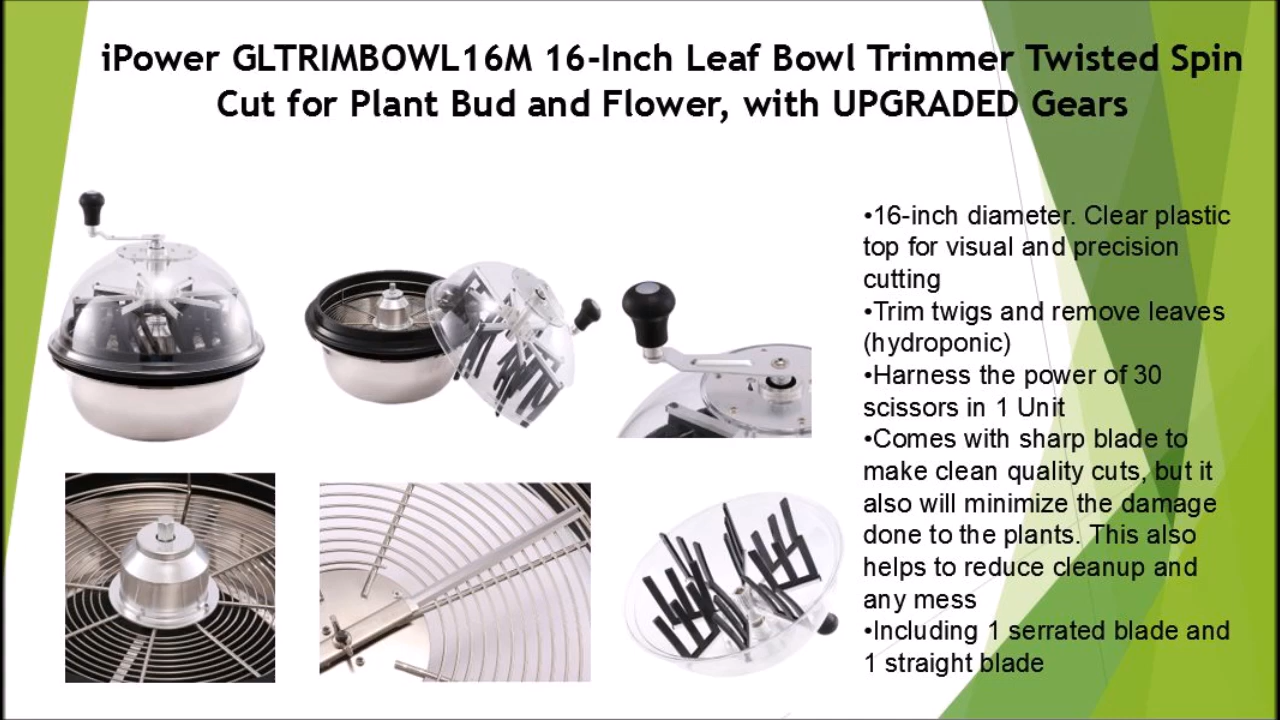 iPower GLTRIMBOWL16M 16-Inch Leaf Bowl Trimmer Twisted Spin
Cut for Plant Bud and Flower, with UPGRADED Gears
•16-inch diameter. Clear plastic
top for visual and precision
cutting
•Trim twigs and remove leaves
(hydroponic)
•Harness the power of 30
scissors in 1 Unit
•Comes with sharp blade to
make clean quality cuts, but it
also will minimize the damage
done to the plants. This also
helps to reduce cleanup and
any mess
•Including 1 serrated blade and
1 straight blade